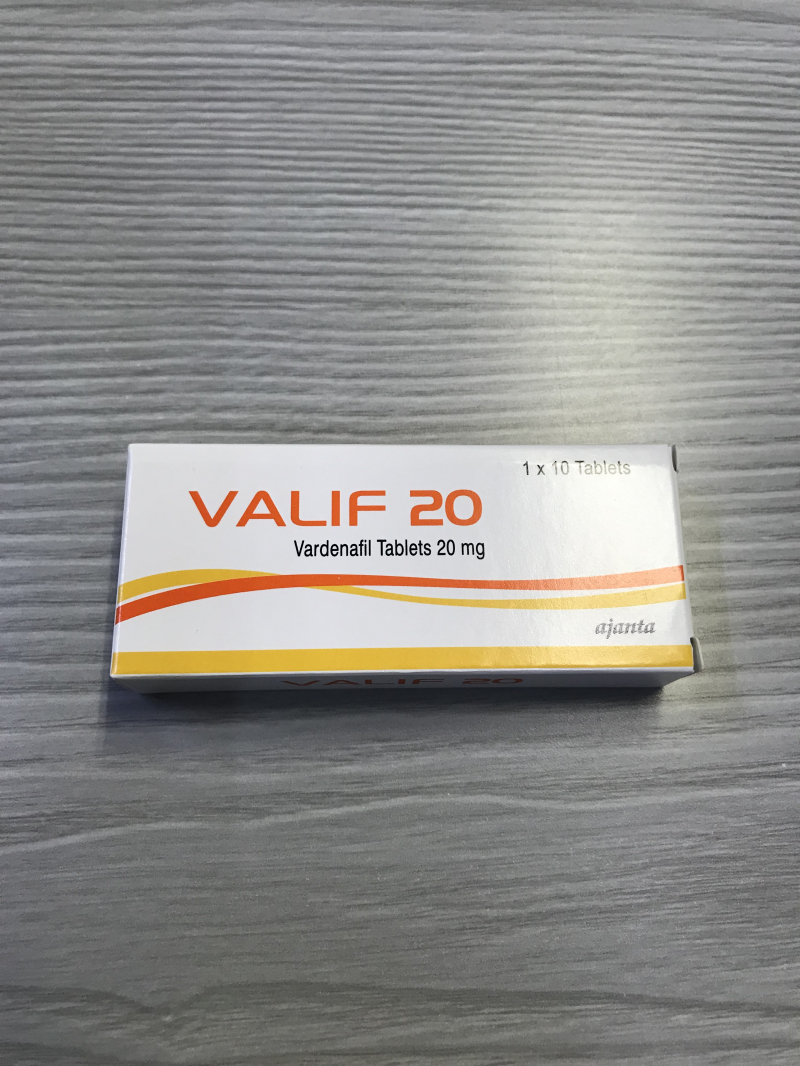 1 x 10 Tablets
VALIF 20
Vardenafil Tablets 20 mg
ajanta
VALIF 20